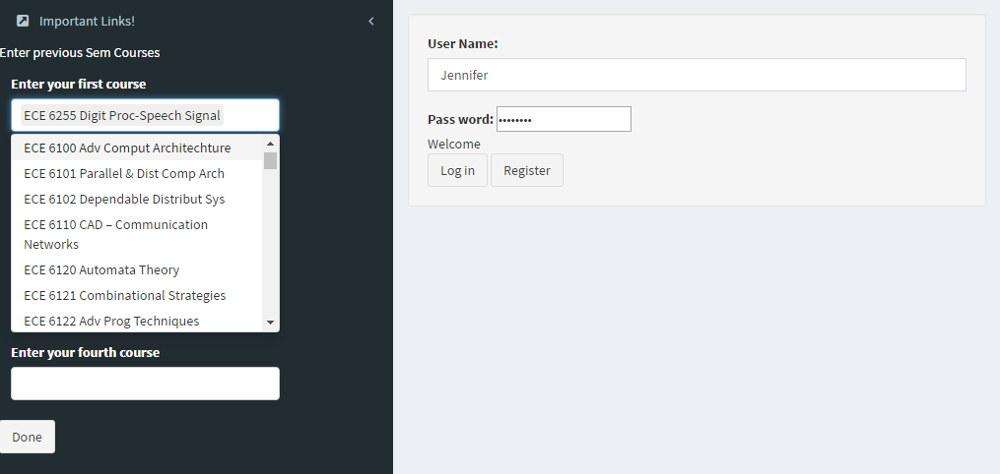 Important Links!
Enter previous Sem Courses
Enter your first course
ECE 6255 Digit Proc-Speech Signal
ECE 6100 Adv Comput Architechture
ECE 6101 Parallel & Dist Comp Arch
ECE 6102 Dependable Distribut Sys
ECE 6110 CAD – Communication
Networks
ECE 6120 Automata Theory
ECE 6121 Combinational Strategies
ECE 6122 Adv Prog Techniques
Enter your fourth course
Done
User Name:
Jennifer
Pass word: ••••••••
Welcome
Log in Register